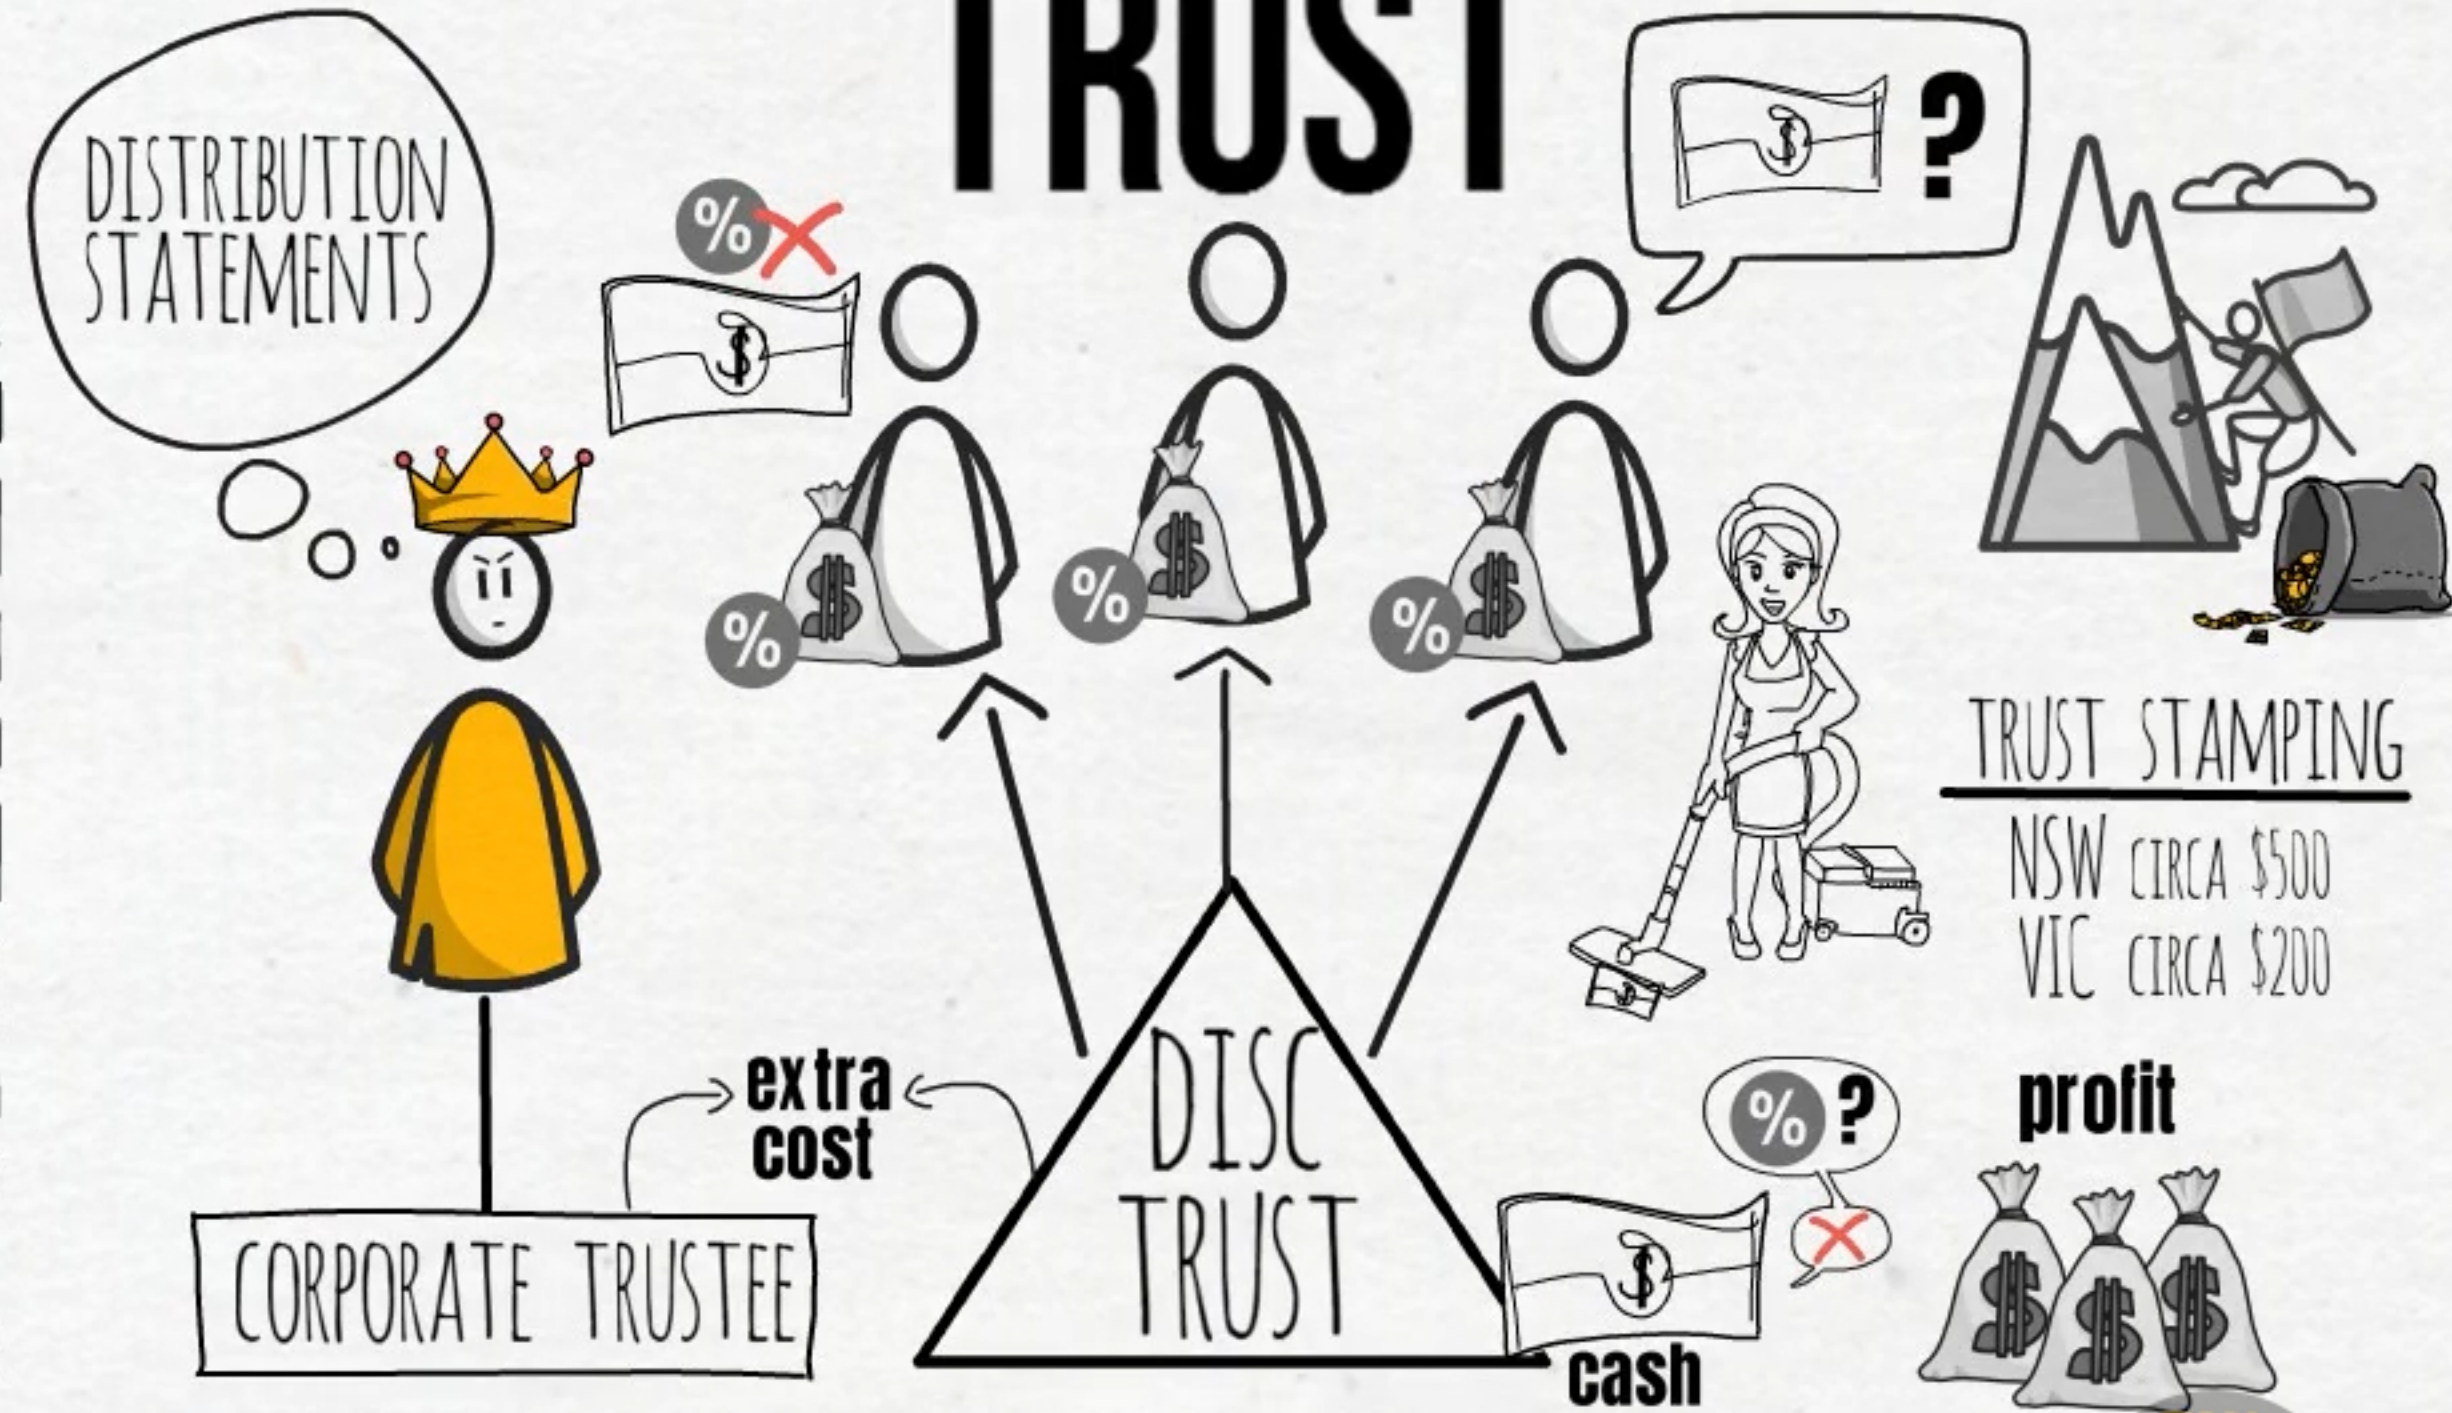 TRUST
DISTRIBUTION
STATEMENTS
%
$
$
?
%
$
%
$
%
$
TRUST STAMPING
NSW CIRCA $500
VIC CIRCA $200
$
extra
cost
CORPORATE TRUSTEE
DISC
TRUST
% ?
$
cash
profit
$ $ $